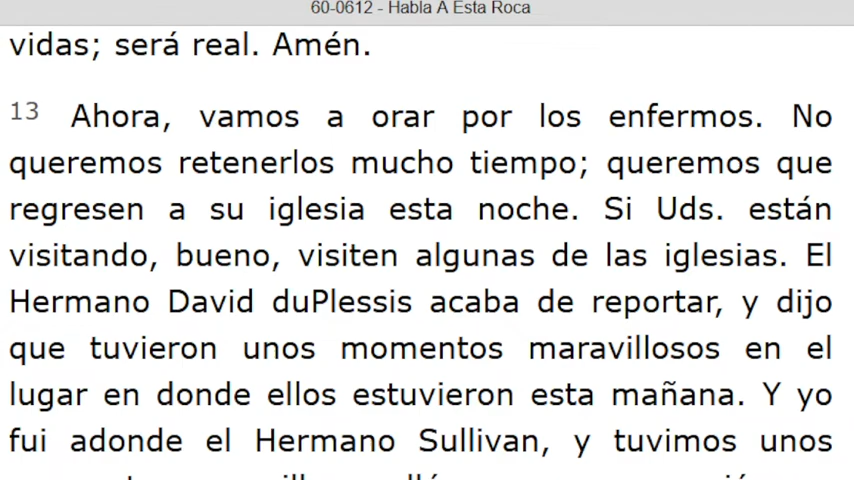 60-0612 - Habla A Esta Roca
vidas; será real. Amén.
13 Ahora, vamos a orar por los enfermos. No
queremos retenerlos mucho tiempo; queremos que
regresen a su iglesia esta noche. Si Uds. están
visitando, bueno, visiten algunas de las iglesias. El
Hermano David duPlessis acaba de reportar, y dijo
que tuvieron unos momentos maravillosos en el
lugar en donde ellos estuvieron esta mañana. Y yo
fui adonde el Hermano Sullivan, y tuvimos unos